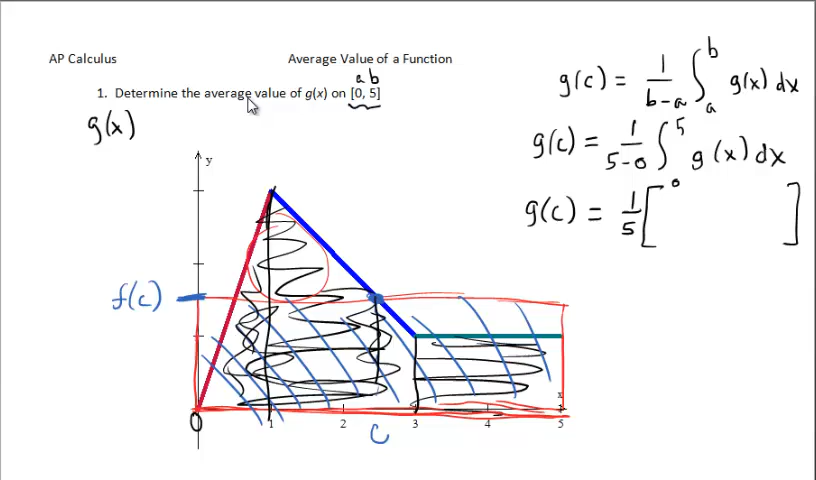 AP Calculus Average Value of a Function
a b
1. Determine the average value of g(x) on [0, 5]
g(x)
g(c) = 1/(b-a) ∫_a^b g(x) dx
g(c) = 1/(5-0) ∫_0^5 g(x) dx
g(c) = 1/5 [ ]
y
f(c)
x
0 1 2 3 4 5
c